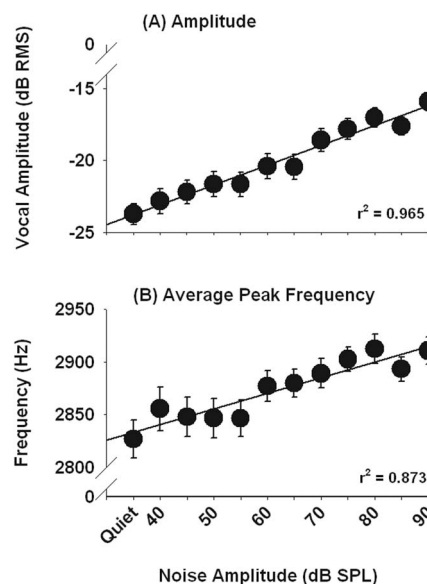 (A) Amplitude
Vocal Amplitude (dB RMS)
0
-15
-20
-25
r² = 0.965
(B) Average Peak Frequency
Frequency (Hz)
2950
2900
2850
2800
0
r² = 0.873
Quiet 40 50 60 70 80 90
Noise Amplitude (dB SPL)